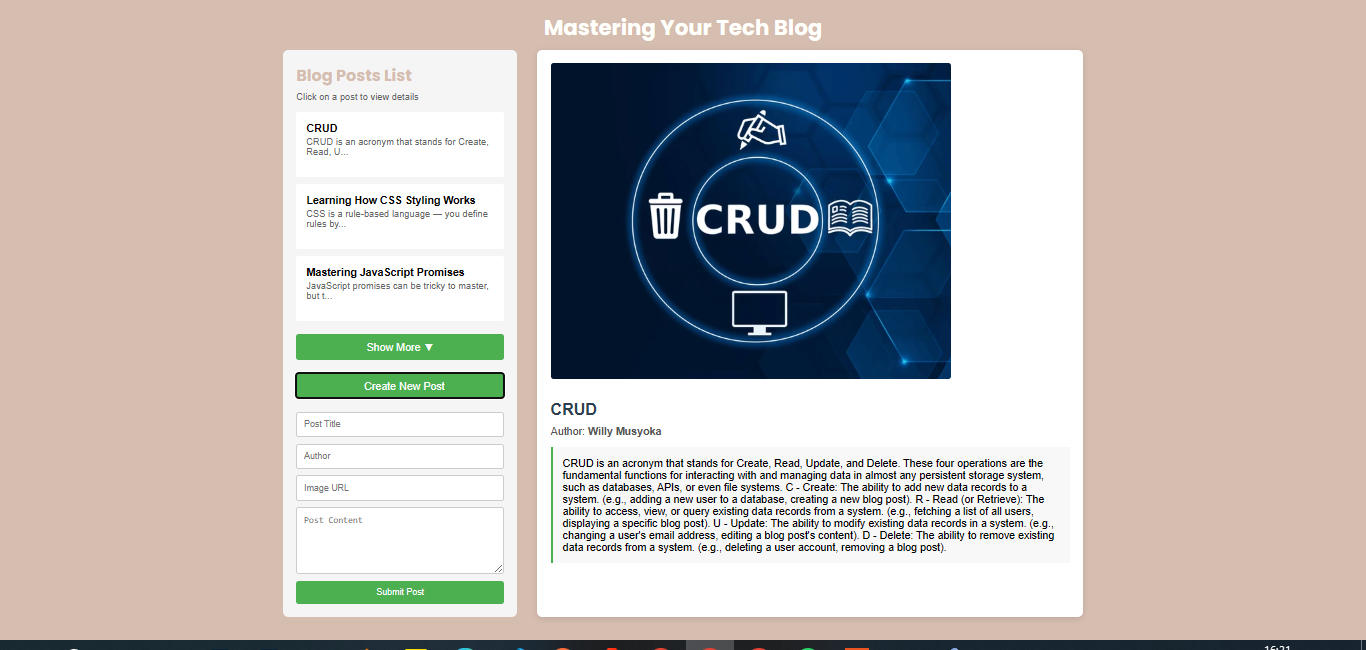 Mastering Your Tech Blog
Blog Posts List
Click on a post to view details
CRUD
CRUD is an acronym that stands for Create,
Read, U...
Learning How CSS Styling Works
CSS is a rule-based language — you define
rules by...
Mastering JavaScript Promises
JavaScript promises can be tricky to master,
but t...
Show More ▼
Create New Post
Post Title
Author
Image URL
Post Content
Submit Post
CRUD
CRUD
Author: Willy Musyoka
CRUD is an acronym that stands for Create, Read, Update, and Delete. These four operations are the
fundamental functions for interacting with and managing data in almost any persistent storage system,
such as databases, APIs, or even file systems. C - Create: The ability to add new data records to a
system. (e.g., adding a new user to a database, creating a new blog post). R - Read (or Retrieve): The
ability to access, view, or query existing data records from a system. (e.g., fetching a list of all users,
displaying a specific blog post). U - Update: The ability to modify existing data records in a system. (e.g.,
changing a user's email address, editing a blog post's content). D - Delete: The ability to remove existing
data records from a system. (e.g., deleting a user account, removing a blog post).